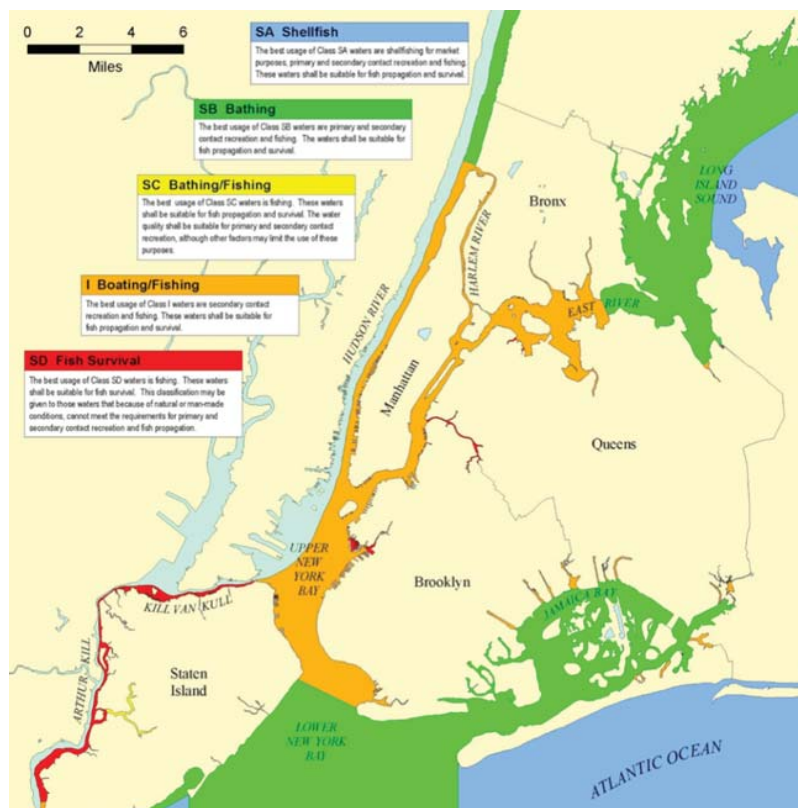 0 2 4 6
Miles
SA Shellfish
The best usage of Class SA waters are shellfishing for market
purposes, primary and secondary contact recreation and fishing.
These waters shall be suitable for fish propagation and survival.
SB Bathing
The best usage of Class SB waters are primary and secondary
contact recreation and fishing. The waters shall be suitable for
fish propagation and survival.
SC Bathing/Fishing
The best usage of Class SC waters is fishing. These waters
shall be suitable for fish propagation and survival. The water
quality shall be suitable for primary and secondary contact
recreation, although other factors may limit the use of these
purposes.
I Boating/Fishing
The best usage of Class I waters are secondary contact
recreation and fishing. These waters shall be suitable for
fish propagation and survival.
SD Fish Survival
The best usage of Class SD waters is fishing. These waters
shall be suitable for fish survival. This classification may be
given to those waters that because of natural or man-made
conditions, cannot meet the requirements for primary and
secondary contact recreation and fish propagation.
LONG
ISLAND
SOUND
Bronx
HARLEM RIVER
EAST RIVER
HUDSON RIVER
Manhattan
Queens
UPPER
NEW
YORK
BAY
Brooklyn
JAMAICA BAY
KILL VAN KULL
ARTHUR KILL
Staten
Island
LOWER
NEW YORK
BAY
ATLANTIC OCEAN